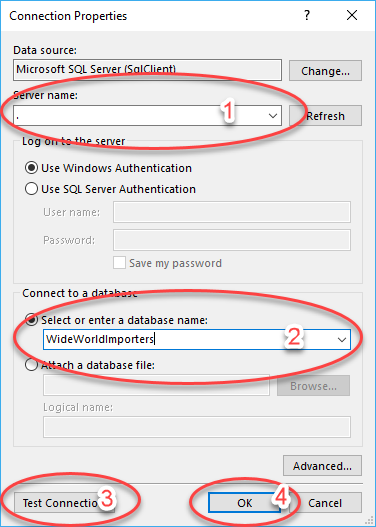 Connection Properties
? ×
Data source:
Microsoft SQL Server (SqlClient)
Change...
Server name:
.
1
Refresh
Log on to the server
Use Windows Authentication
Use SQL Server Authentication
User name:
Password:
Save my password
Connect to a database
Select or enter a database name:
WideWorldImporters
2
Attach a database file:
Browse...
Logical name:
Advanced...
Test Connection
3
OK
4
Cancel